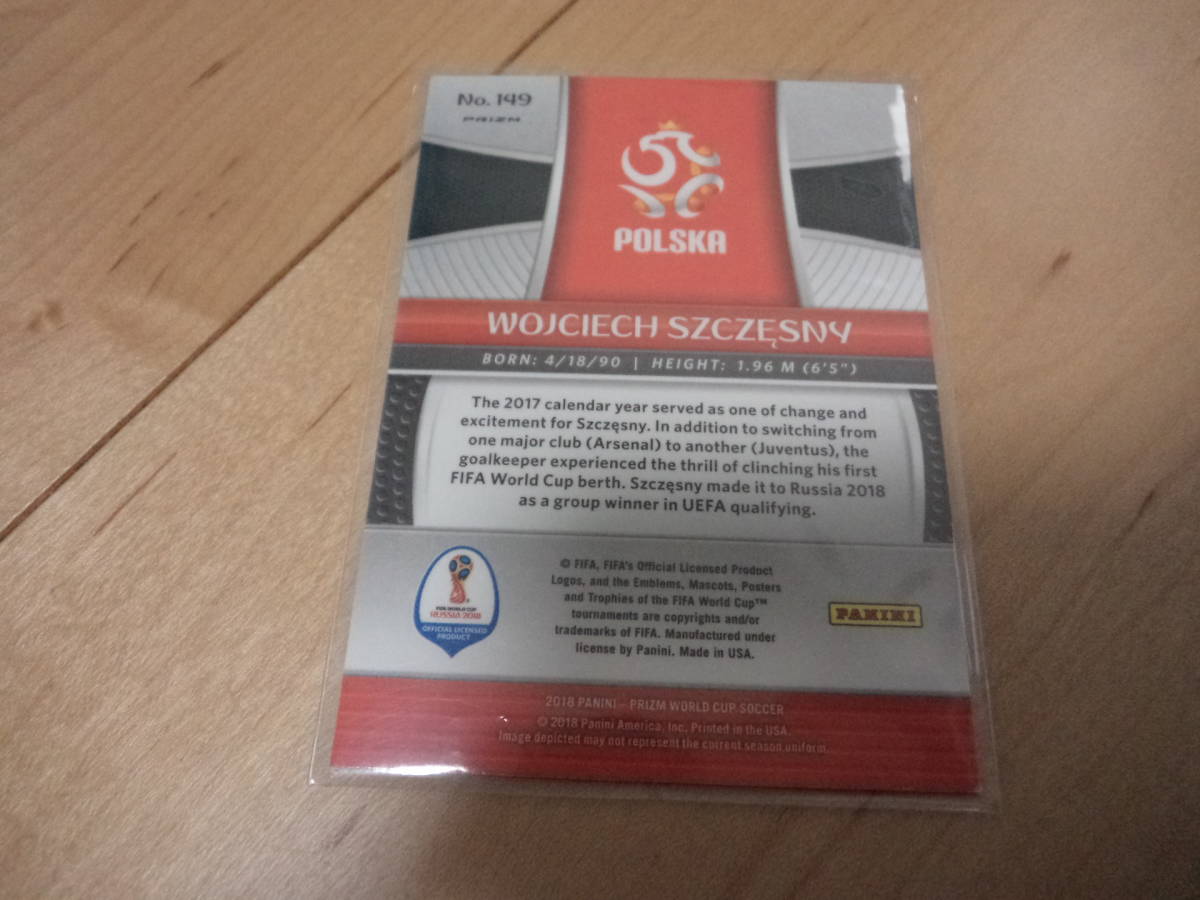 No. 149
PRIZM
POLSKA
WOJCIECH SZCZĘSNY
BORN: 4/18/90 | HEIGHT: 1.96 M (6'5")
The 2017 calendar year served as one of change and
excitement for Szczęsny. In addition to switching from
one major club (Arsenal) to another (Juventus), the
goalkeeper experienced the thrill of clinching his first
FIFA World Cup berth. Szczęsny made it to Russia 2018
as a group winner in UEFA qualifying.
FIFA WORLD CUP
RUSSIA 2018
OFFICIAL LICENSED
PRODUCT
© FIFA, FIFA's Official Licensed Product
Logos, and the Emblems, Mascots, Posters
and Trophies of the FIFA World Cup™
tournaments are copyrights and/or
trademarks of FIFA. Manufactured under
license by Panini. Made in USA.
PANINI
2018 PANINI – PRIZM WORLD CUP SOCCER
© 2018 Panini America, Inc. Printed in the USA.
Image depicted may not represent the current season uniform.